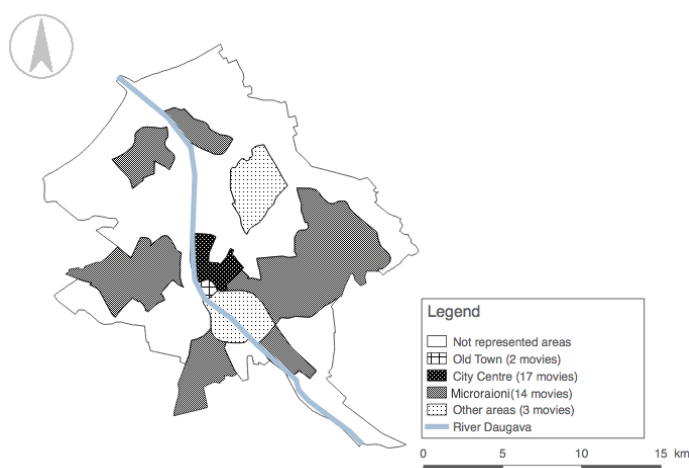 Legend
Not represented areas
Old Town (2 movies)
City Centre (17 movies)
Microraioni(14 movies)
Other areas (3 movies)
River Daugava
0 5 10 15 km